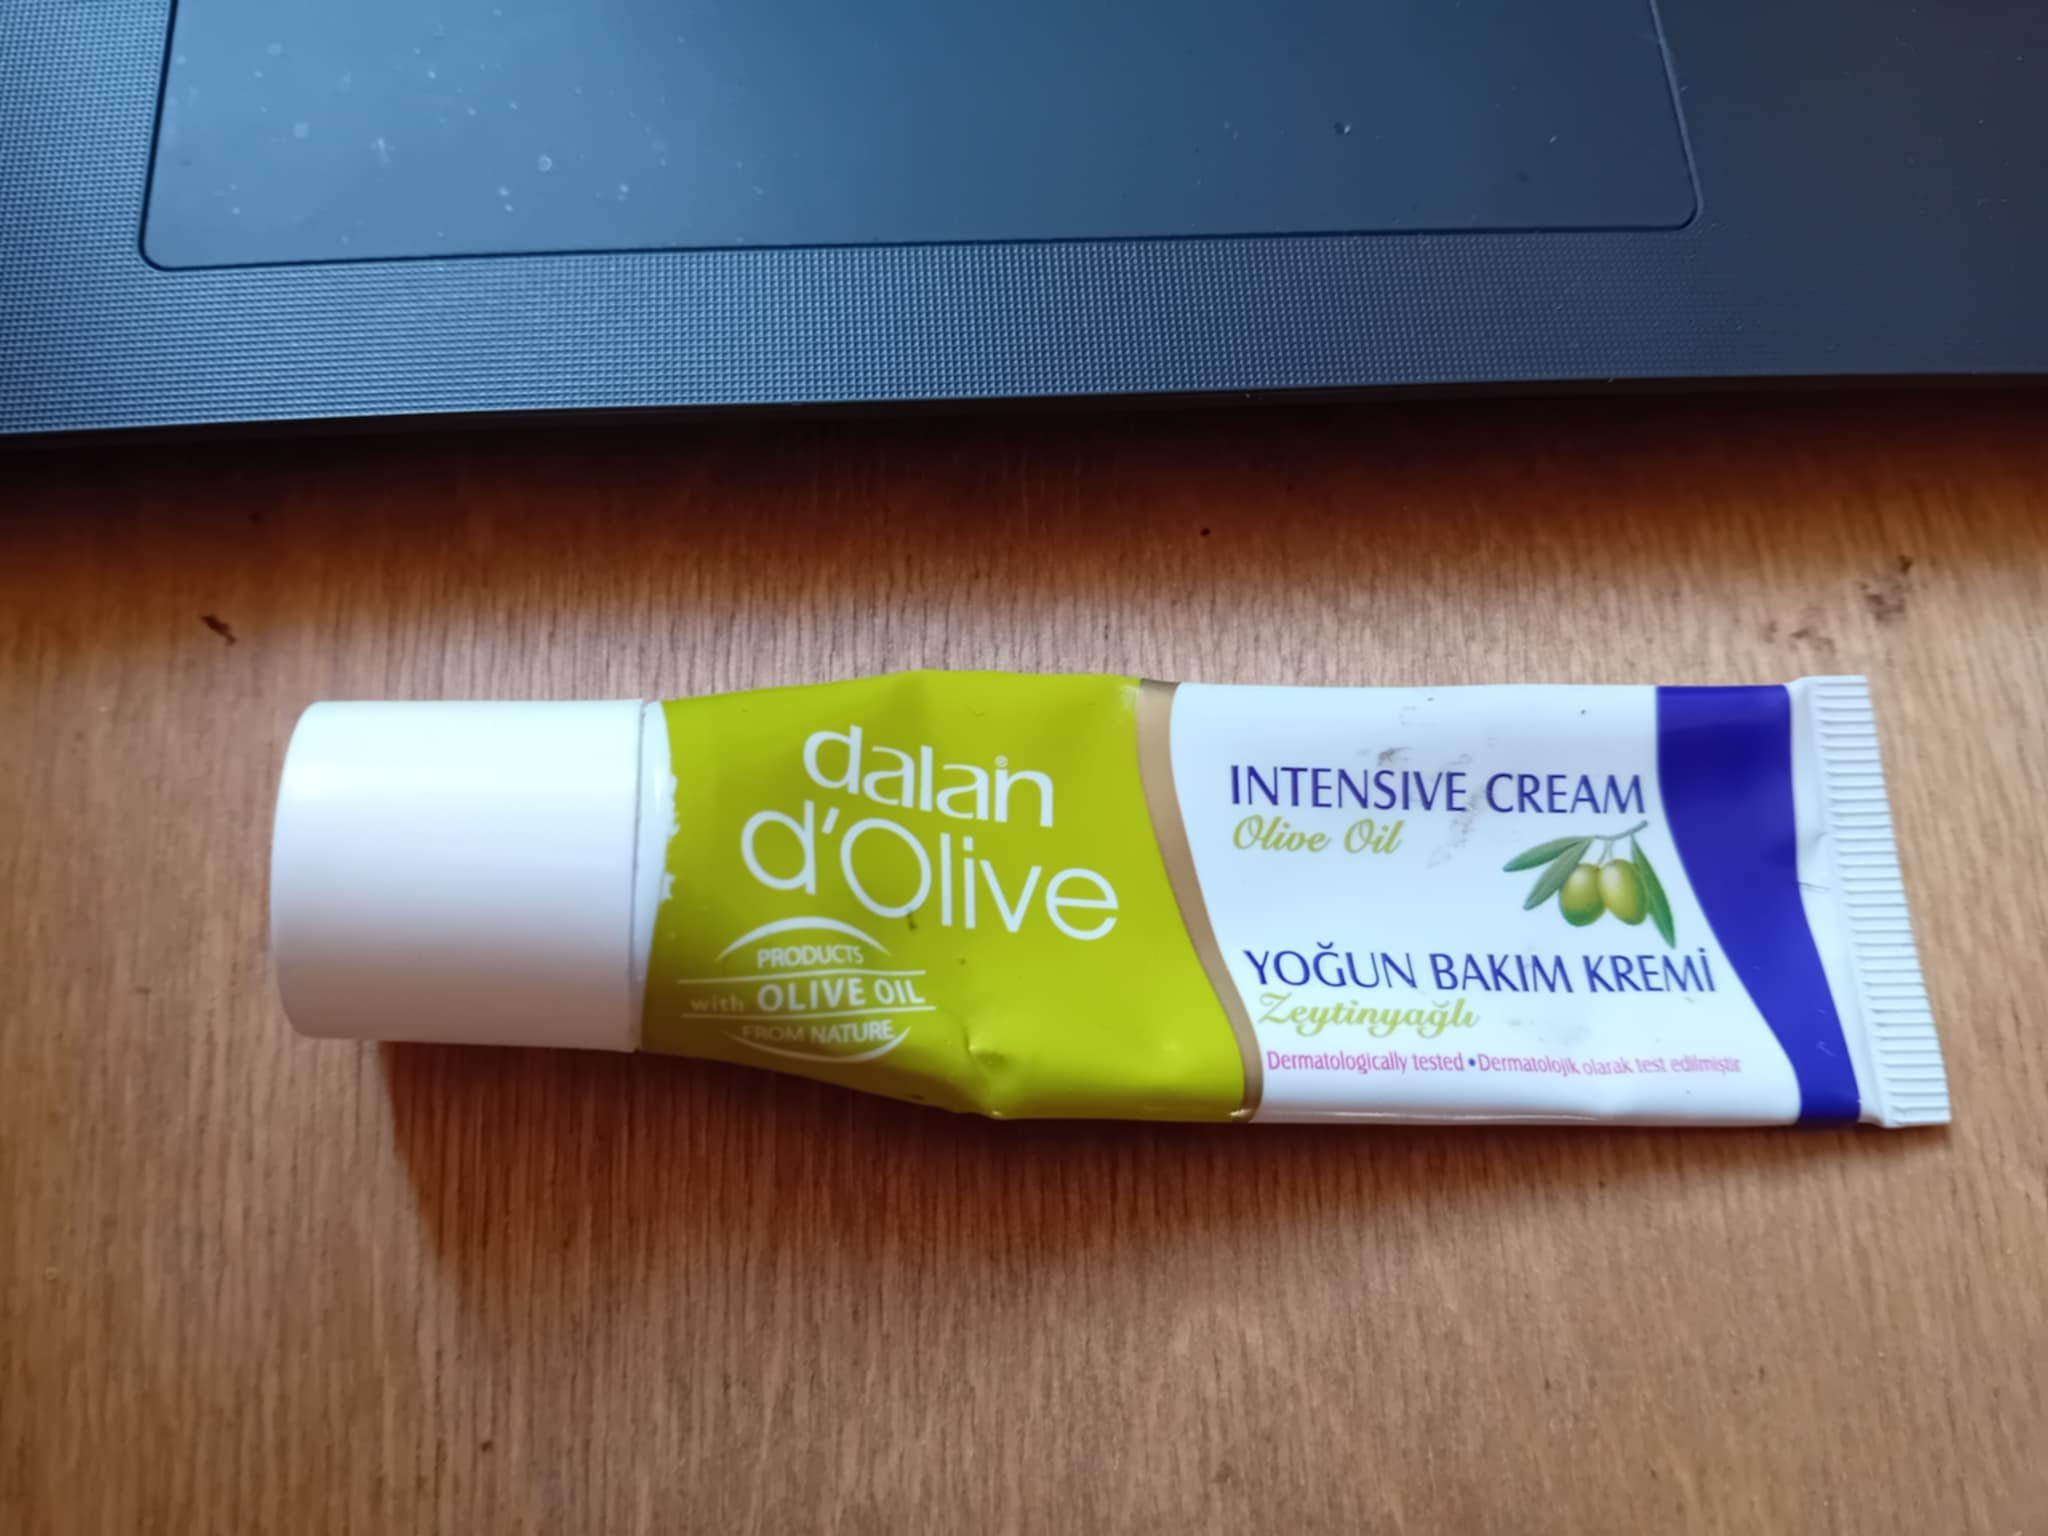 dalan®
d'Olive
PRODUCTS
with OLIVE OIL
FROM NATURE
INTENSIVE CREAM
Olive Oil
YOĞUN BAKIM KREMİ
Zeytinyağlı
Dermatologically tested • Dermatolojik olarak test edilmiştir